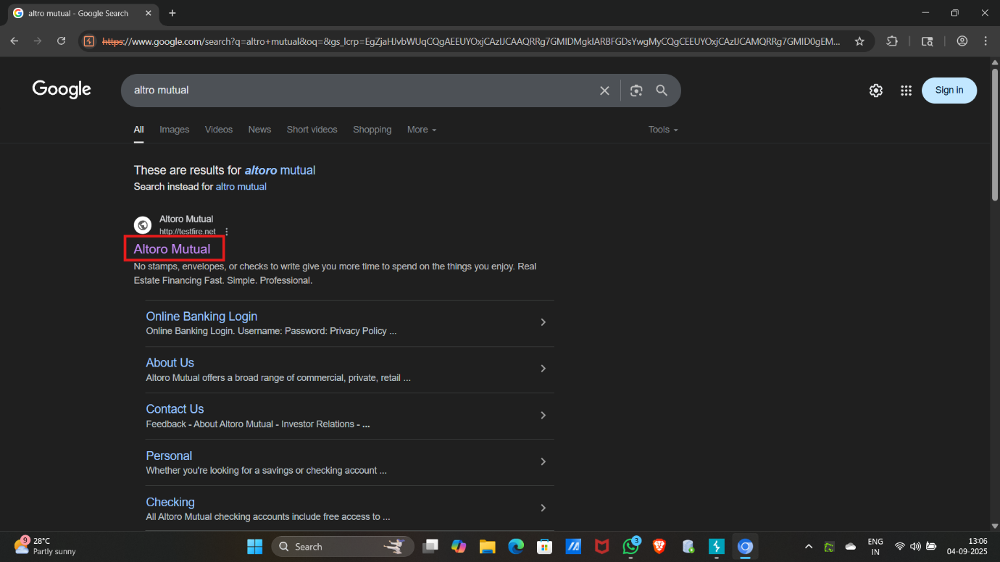 altro mutual - Google Search
https://www.google.com/search?q=altro+mutual&oq=&gs_lcrp=EgZjaHJvbWUqCQgAEEUYOxjCAzIJCAAQRRg7GMIDMgkIARBFGDsYwgMyCQgCEEUYOxjCAzIJCAMQRRg7GMID0gEM...
Google
altro mutual
Sign in
All Images Videos News Short videos Shopping More Tools
These are results for altoro mutual
Search instead for altro mutual
Altoro Mutual
http://testfire.net
Altoro Mutual
No stamps, envelopes, or checks to write give you more time to spend on the things you enjoy. Real
Estate Financing Fast. Simple. Professional.
Online Banking Login
Online Banking Login. Username: Password: Privacy Policy ...
About Us
Altoro Mutual offers a broad range of commercial, private, retail ...
Contact Us
Feedback - About Altoro Mutual - Investor Relations - ...
Personal
Whether you're looking for a savings or checking account ...
Checking
All Altoro Mutual checking accounts include free access to ...
9
28°C
Partly sunny
Search
3
ENG
IN
13:06
04-09-2025